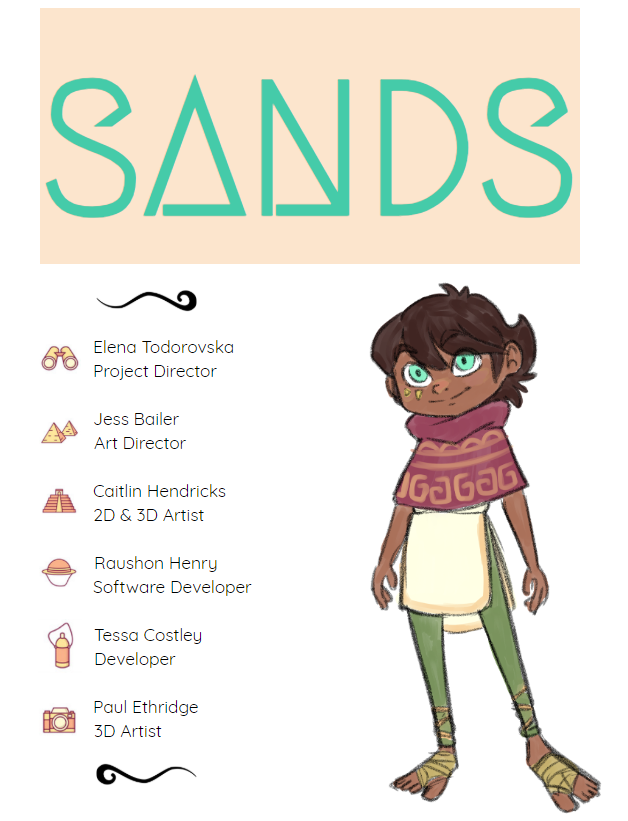 SANDS
Elena Todorovska
Project Director
Jess Bailer
Art Director
Caitlin Hendricks
2D & 3D Artist
Raushon Henry
Software Developer
Tessa Costley
Developer
Paul Ethridge
3D Artist